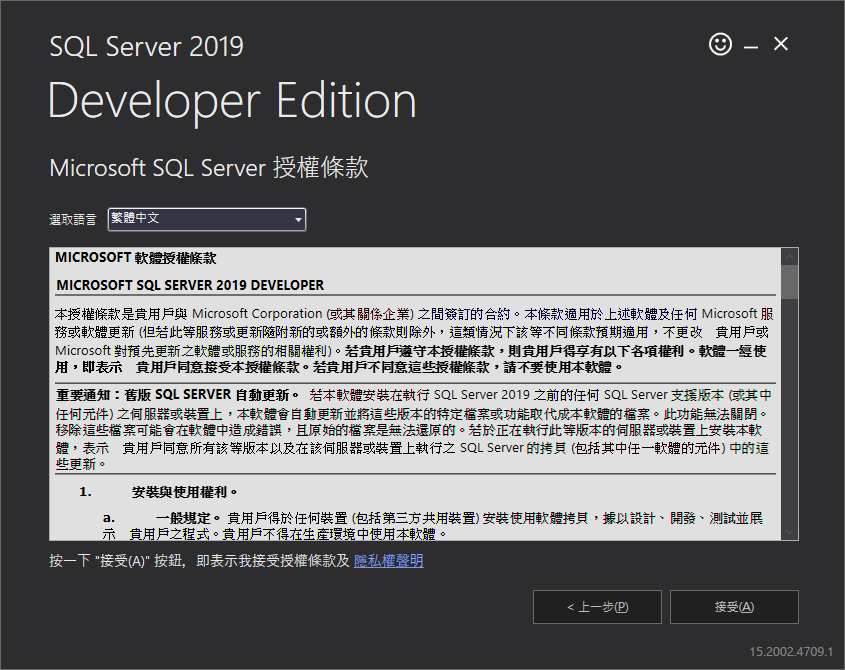 SQL Server 2019
Developer Edition
Microsoft SQL Server 授權條款
選取語言 繁體中文
MICROSOFT 軟體授權條款
MICROSOFT SQL SERVER 2019 DEVELOPER
本授權條款是貴用戶與 Microsoft Corporation (或其關係企業) 之間簽訂的合約。本條款適用於上述軟體及任何 Microsoft 服
務或軟體更新 (但若此等服務或更新隨附新的或額外的條款則除外，這類情況下該等不同條款預期適用，不更改 貴用戶或
Microsoft 對預先更新之軟體或服務的相關權利)。若貴用戶遵守本授權條款，則貴用戶得享有以下各項權利。軟體一經使
用，即表示 貴用戶同意接受本授權條款。若貴用戶不同意這些授權條款，請不要使用本軟體。
重要通知：舊版 SQL SERVER 自動更新。 若本軟體安裝在執行 SQL Server 2019 之前的任何 SQL Server 支援版本 (或其中
任何元件) 之伺服器或裝置上，本軟體會自動更新並將這些版本的特定檔案或功能取代成本軟體的檔案。此功能無法關閉。
移除這些檔案可能會在軟體中造成錯誤，且原始的檔案是無法還原的。若於正在執行此等版本的伺服器或裝置上安裝本軟
體，表示 貴用戶同意所有該等版本以及在該伺服器或裝置上執行之 SQL Server 的拷貝 (包括其中任一軟體的元件) 中的這
些更新。
1. 安裝與使用權利。
a. 一般規定。 貴用戶得於任何裝置 (包括第三方共用裝置) 安裝使用軟體拷貝，據以設計、開發、測試並展
示 貴用戶之程式。貴用戶不得在生產環境中使用本軟體。
按一下 "接受(A)" 按鈕，即表示我接受授權條款及 隱私權聲明
< 上一步(P) 接受(A)
15.2002.4709.1